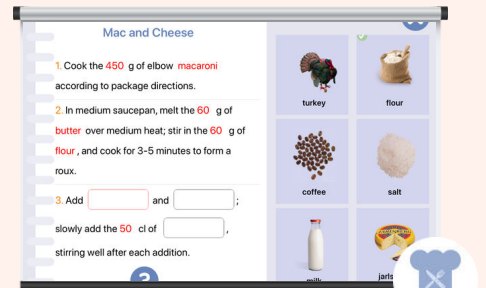 Mac and Cheese
1. Cook the 450 g of elbow macaroni
according to package directions.
2. In medium saucepan, melt the 60 g of
butter over medium heat; stir in the 60 g of
flour, and cook for 3-5 minutes to form a
roux.
3. Add and ;
slowly add the 50 cl of ,
stirring well after each addition.
?
turkey
flour
coffee
salt
milk